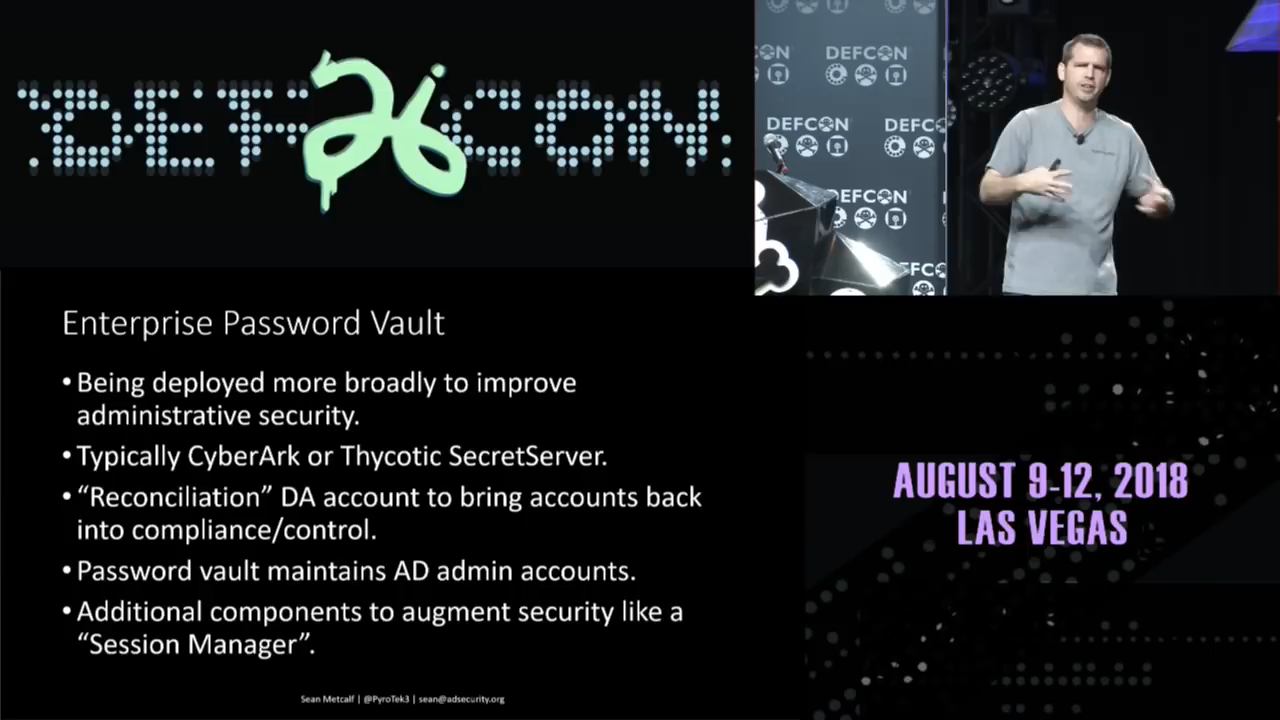 DEF CON
26
DEFCON
DEFCON
DEFCON
DEFCON
Enterprise Password Vault
•Being deployed more broadly to improve
administrative security.
•Typically CyberArk or Thycotic SecretServer.
•“Reconciliation” DA account to bring accounts back
into compliance/control.
•Password vault maintains AD admin accounts.
•Additional components to augment security like a
“Session Manager”.
Sean Metcalf | @PyroTek3 | sean@adsecurity.org
AUGUST 9-12, 2018
LAS VEGAS